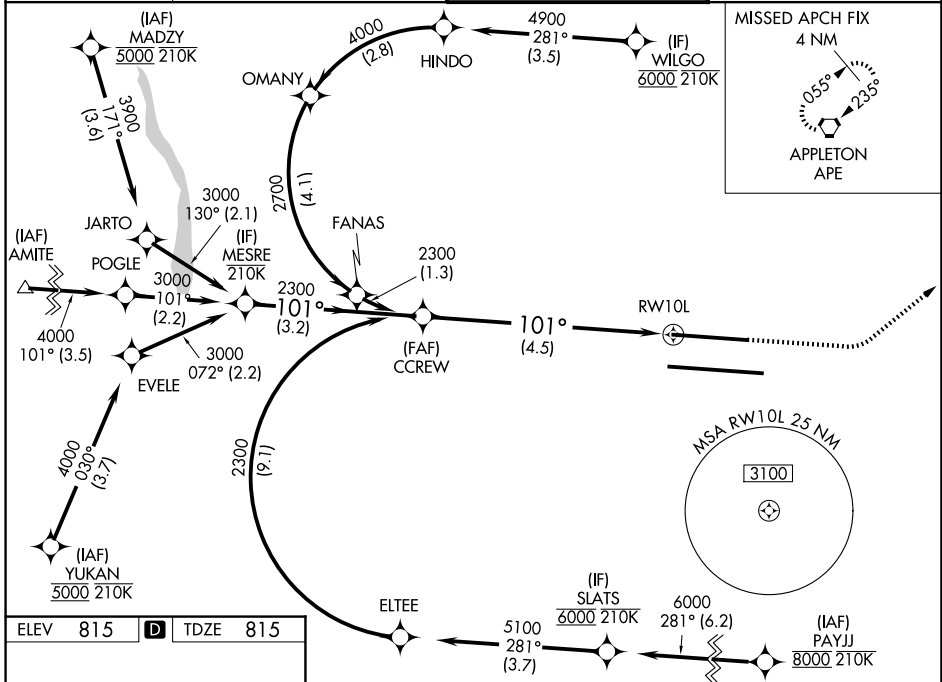 (IAF)
MADZY
5000 210K
3900
171°
(3.6)
OMANY
4000
(2.8)
HINDO
4900
281°
(3.5)
(IF)
WILGO
6000 210K
MISSED APCH FIX
4 NM
055°
235°
APPLETON
APE
2700
(4.1)
JARTO
3000
130° (2.1)
FANAS
2300
(1.3)
(IAF)
AMITE
POGLE
(IF)
MESRE
210K
3000
101°
(2.2)
2300
101°
(3.2)
4000
101° (3.5)
(FAF)
CCREW
101°
(4.5)
RW10L
EVELE
3000
072° (2.2)
4000
030°
(3.7)
(IAF)
YUKAN
5000 210K
2300
(9.1)
MSA RW10L 25 NM
3100
ELTEE
5100
281°
(3.7)
(IF)
SLATS
6000 210K
6000
281° (6.2)
(IAF)
PAYJJ
8000 210K
ELEV 815 D TDZE 815